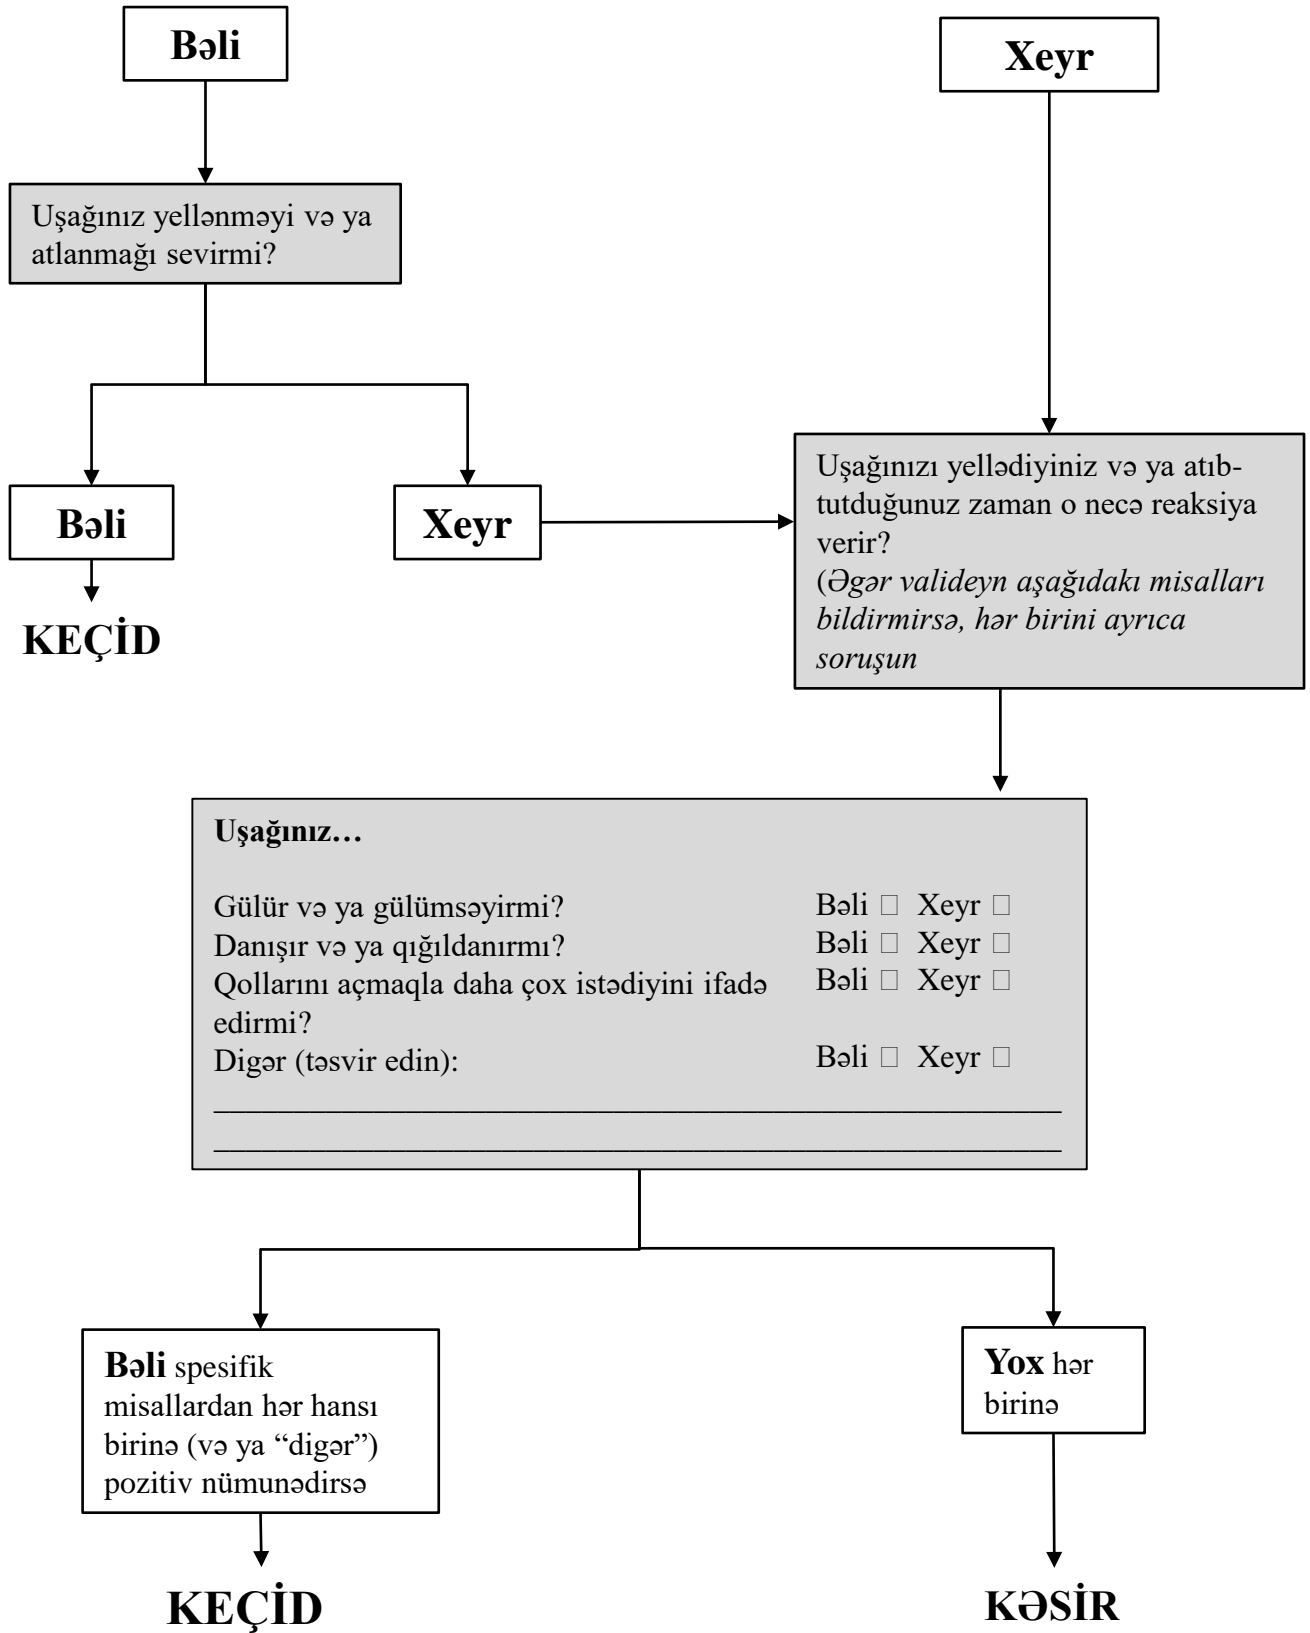 Bəli
Xeyr
Uşağınız yellənməyi və ya
atlanmağı sevirmi?
Bəli
Xeyr
KEÇİD
Uşağınızı yellədiyiniz və ya atıb-
tutduğunuz zaman o necə reaksiya
verir?
(Əgər valideyn aşağıdakı misalları
bildirmirsə, hər birini ayrıca
soruşun
Uşağınız…
Gülür və ya gülümsəyirmi? Bəli □ Xeyr □
Danışır və ya qığıldanırmı? Bəli □ Xeyr □
Qollarını açmaqla daha çox istədiyini ifadə Bəli □ Xeyr □
edirmi?
Digər (təsvir edin): Bəli □ Xeyr □
Bəli spesifik
misallardan hər hansı
birinə (və ya “digər”)
pozitiv nümunədirsə
Yox hər
birinə
KEÇİD
KƏSİR